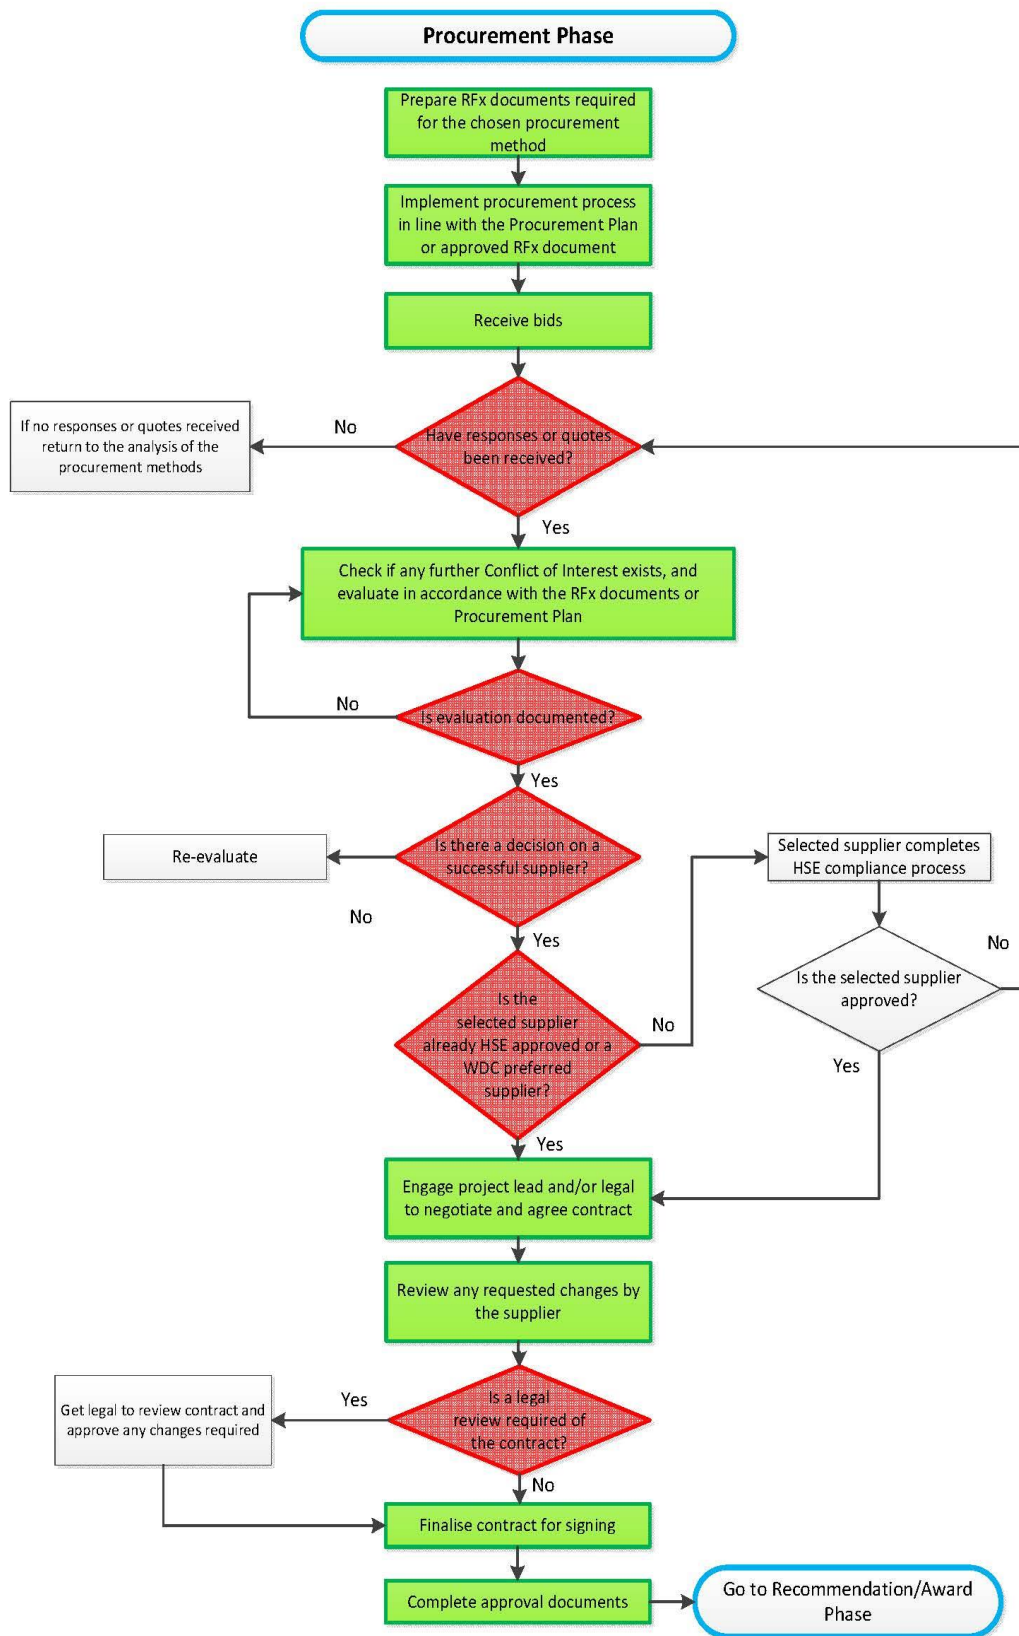 Procurement Phase
Prepare RFx documents required
for the chosen procurement
method
Implement procurement process
in line with the Procurement Plan
or approved RFx document
Receive bids
If no responses or quotes received
return to the analysis of the
procurement methods
No
Have responses or quotes
been received?
Yes
Check if any further Conflict of Interest exists, and
evaluate in accordance with the RFx documents or
Procurement Plan
No
Is evaluation documented?
Yes
Re-evaluate
Is there a decision on a
successful supplier?
No
Yes
Selected supplier completes
HSE compliance process
Is the selected supplier
approved?
No
Yes
Is the
selected supplier
already HSE approved or a
WDC preferred
supplier?
No
Yes
Engage project lead and/or legal
to negotiate and agree contract
Review any requested changes by
the supplier
Get legal to review contract and
approve any changes required
Yes
Is a legal
review required of
the contract?
No
Finalise contract for signing
Complete approval documents
Go to Recommendation/Award
Phase